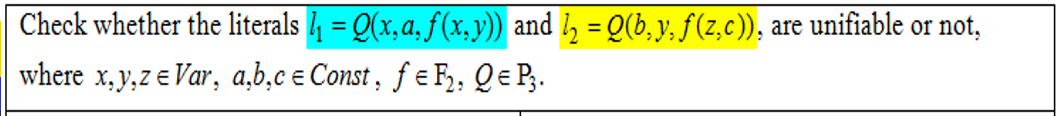 Check whether the literals l₁ = Q(x,a,f(x,y)) and l₂ = Q(b,y,f(z,c)), are unifiable or not,
where x,y,z ∈ Var, a,b,c ∈ Const, f ∈ F₂, Q ∈ P₃.